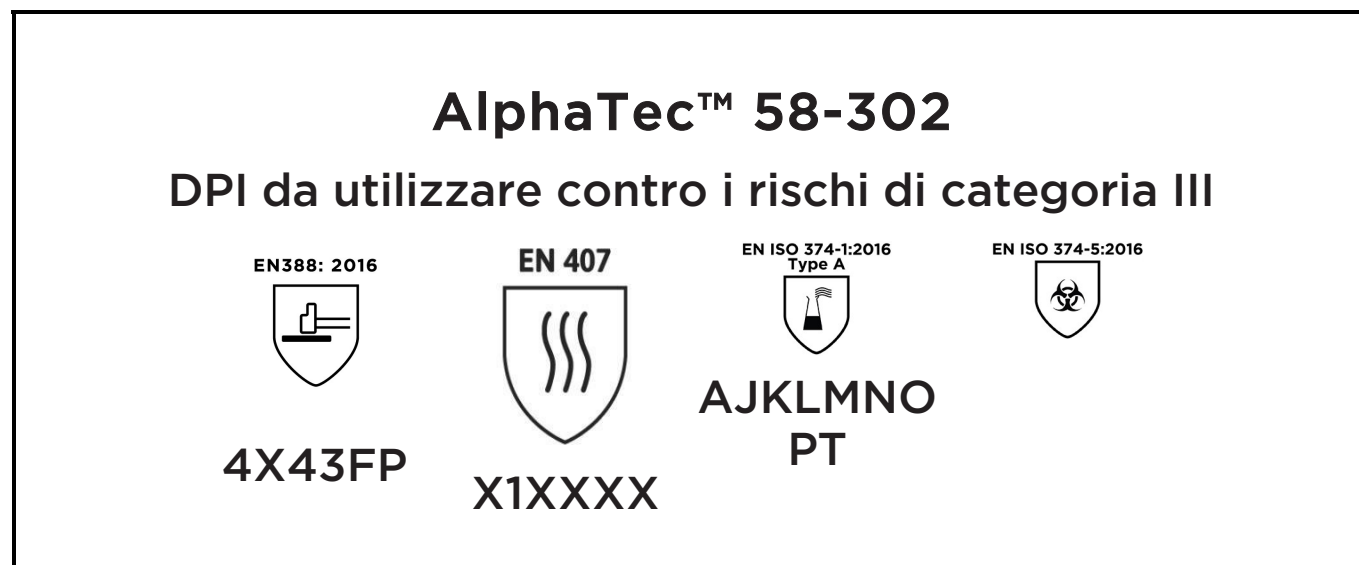 AlphaTec™ 58-302
DPI da utilizzare contro i rischi di categoria III
EN388: 2016
4X43FP
EN 407
X1XXXX
EN ISO 374-1:2016
Type A
AJKLMNO
PT
EN ISO 374-5:2016